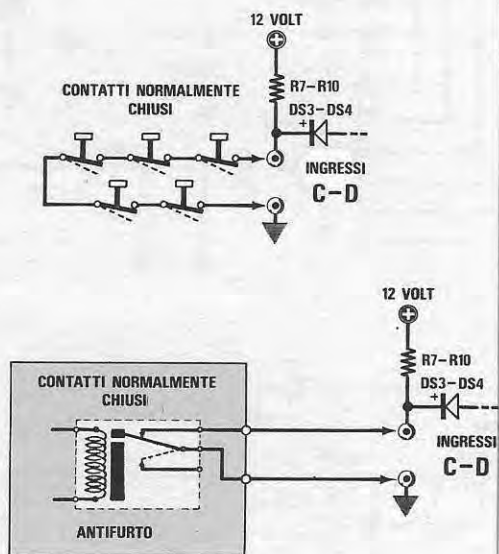 12 VOLT
CONTATTI NORMALMENTE
CHIUSI
R7-R10
DS3-DS4
+
INGRESSI
C-D
12 VOLT
R7-R10
DS3-DS4
+
INGRESSI
C-D
CONTATTI NORMALMENTE
CHIUSI
ANTIFURTO